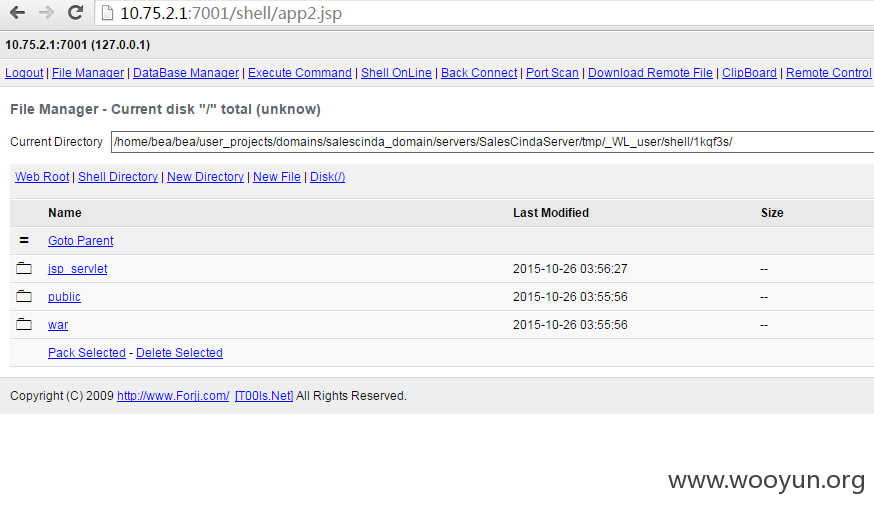 10.75.2.1:7001/shell/app2.jsp
10.75.2.1:7001 (127.0.0.1)
Logout | File Manager | DataBase Manager | Execute Command | Shell OnLine | Back Connect | Port Scan | Download Remote File | ClipBoard | Remote Control
File Manager - Current disk "/" total (unknow)
Current Directory /home/bea/bea/user_projects/domains/salescinda_domain/servers/SalesCindaServer/tmp/_WL_user/shell/1kqf3s/
Web Root | Shell Directory | New Directory | New File | Disk(/)
Name Last Modified Size
= Goto Parent
jsp_servlet 2015-10-26 03:56:27 --
public 2015-10-26 03:55:56 --
war 2015-10-26 03:55:56 --
Pack Selected - Delete Selected
Copyright (C) 2009 http://www.Forjj.com/ [T00ls.Net] All Rights Reserved.
www.wooyun.org